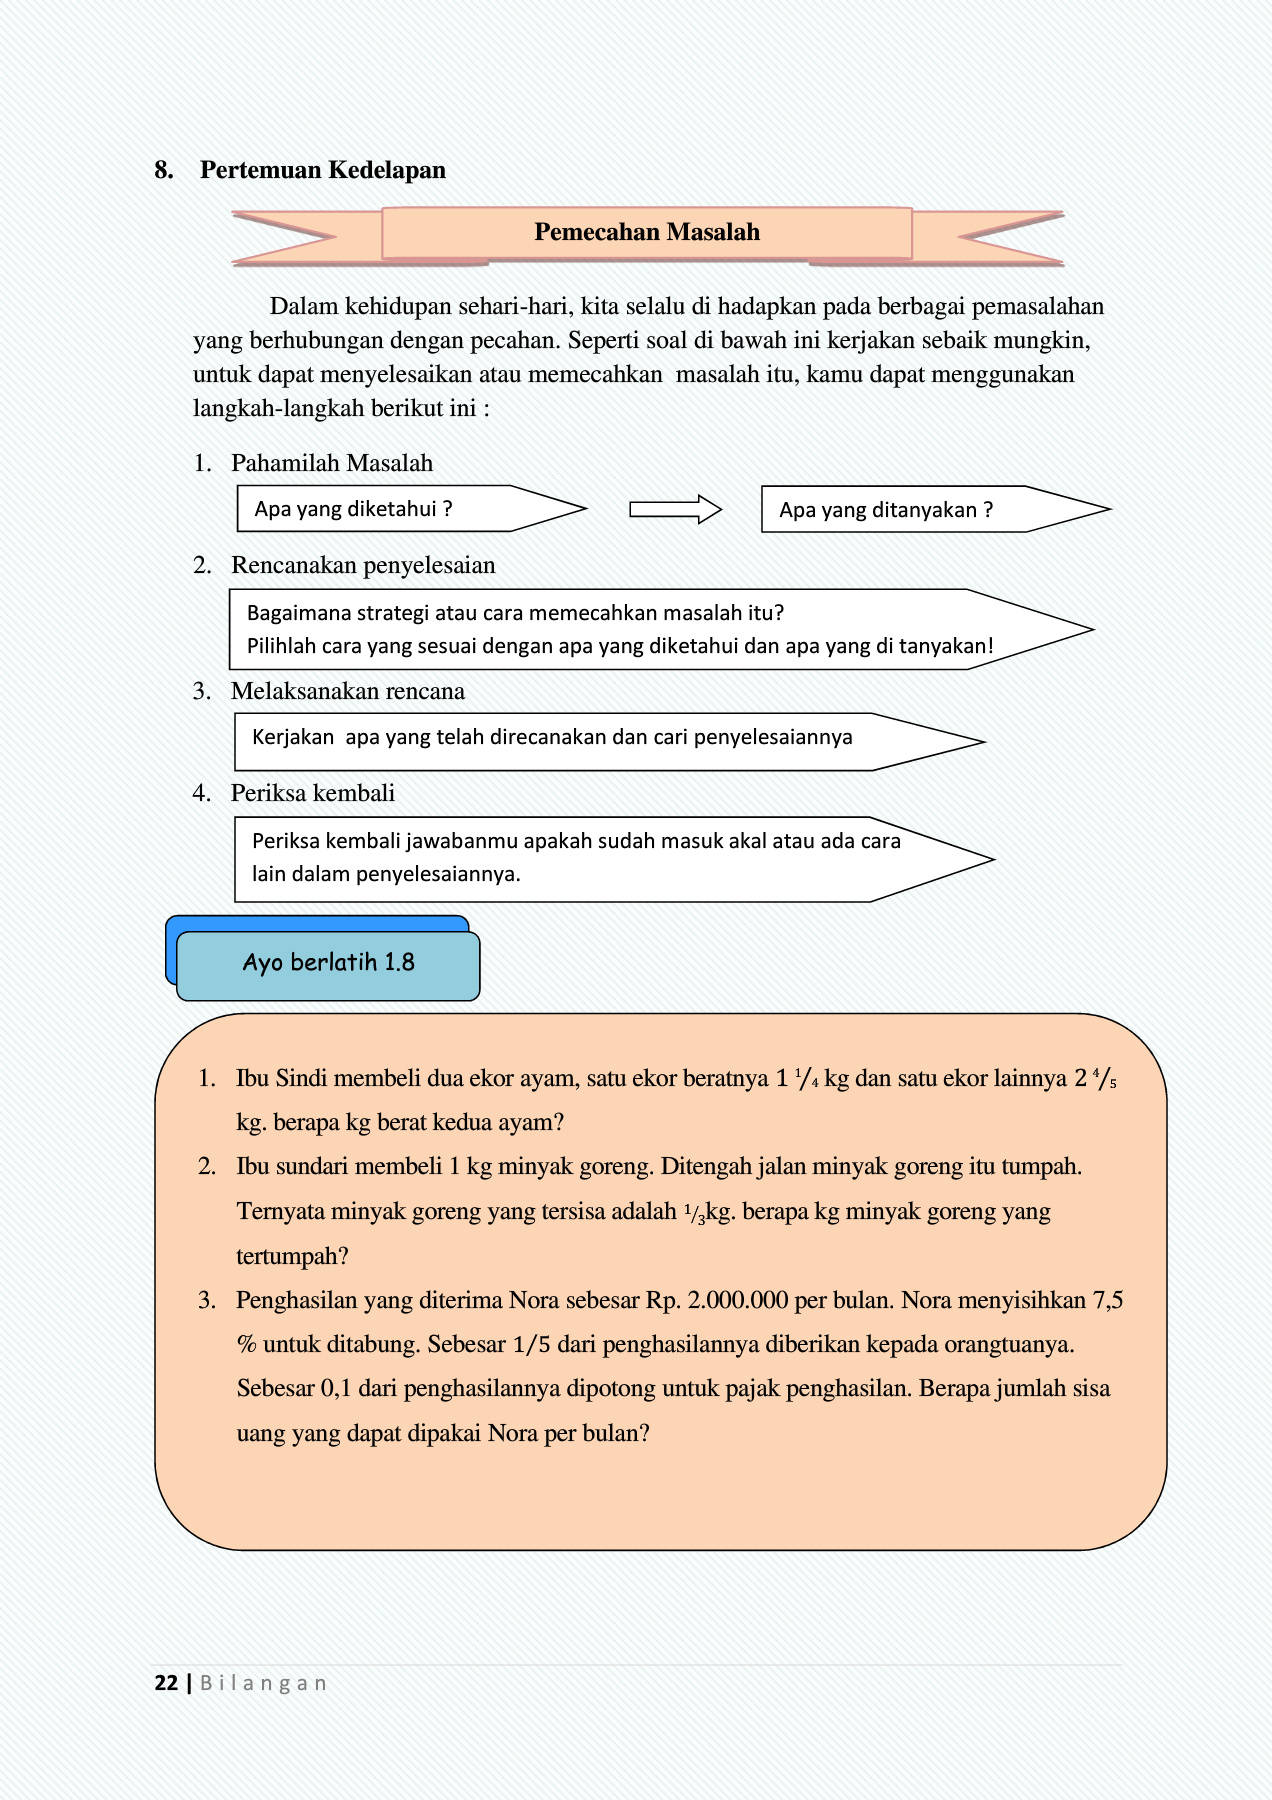 8. Pertemuan Kedelapan
Pemecahan Masalah
Dalam kehidupan sehari-hari, kita selalu di hadapkan pada berbagai pemasalahan
yang berhubungan dengan pecahan. Seperti soal di bawah ini kerjakan sebaik mungkin,
untuk dapat menyelesaikan atau memecahkan masalah itu, kamu dapat menggunakan
langkah-langkah berikut ini :
1. Pahamilah Masalah
Apa yang diketahui ? Apa yang ditanyakan ?
2. Rencanakan penyelesaian
Bagaimana strategi atau cara memecahkan masalah itu?
Pilihlah cara yang sesuai dengan apa yang diketahui dan apa yang di tanyakan!
3. Melaksanakan rencana
Kerjakan apa yang telah direcanakan dan cari penyelesaiannya
4. Periksa kembali
Periksa kembali jawabanmu apakah sudah masuk akal atau ada cara
lain dalam penyelesaiannya.
Ayo berlatih 1.8
1. Ibu Sindi membeli dua ekor ayam, satu ekor beratnya 1 1/4 kg dan satu ekor lainnya 2 4/5
kg. berapa kg berat kedua ayam?
2. Ibu sundari membeli 1 kg minyak goreng. Ditengah jalan minyak goreng itu tumpah.
Ternyata minyak goreng yang tersisa adalah 1/3kg. berapa kg minyak goreng yang
tertumpah?
3. Penghasilan yang diterima Nora sebesar Rp. 2.000.000 per bulan. Nora menyisihkan 7,5
% untuk ditabung. Sebesar 1/5 dari penghasilannya diberikan kepada orangtuanya.
Sebesar 0,1 dari penghasilannya dipotong untuk pajak penghasilan. Berapa jumlah sisa
uang yang dapat dipakai Nora per bulan?
22 | Bilangan